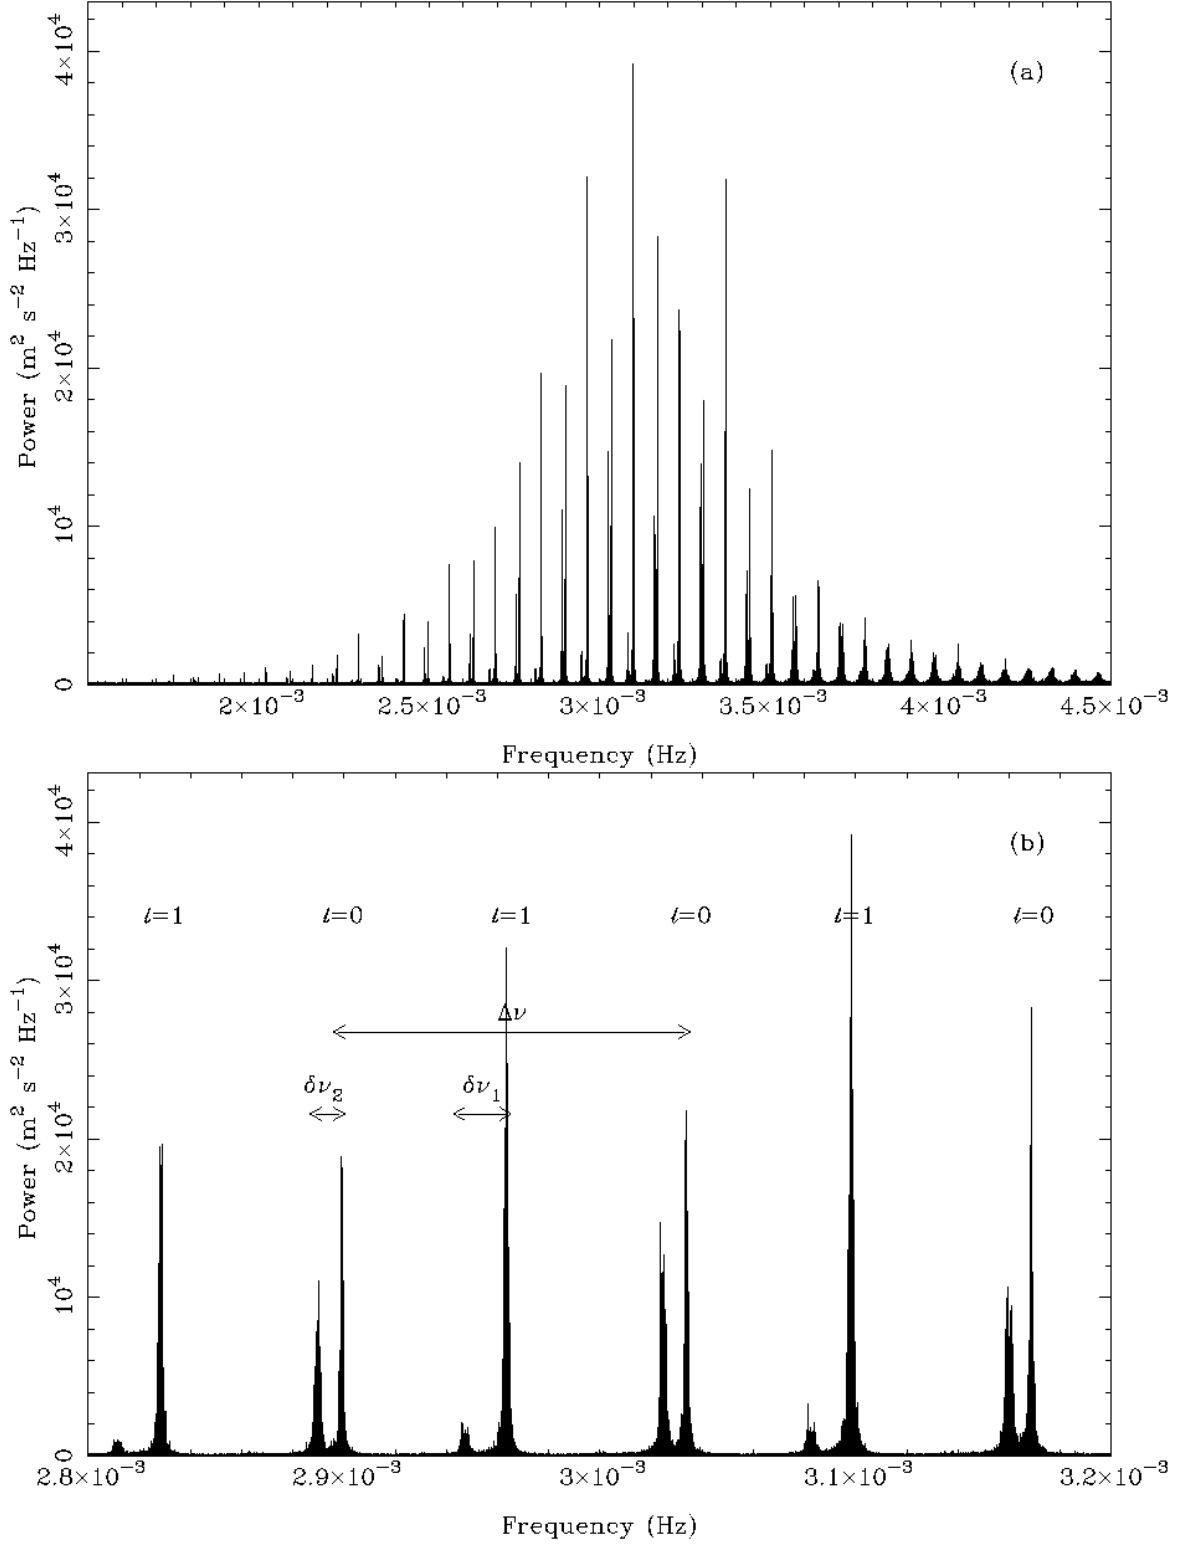 (a)
4×10⁴
3×10⁴
2×10⁴
10⁴
0
Power (m² s⁻² Hz⁻¹)
2×10⁻³ 2.5×10⁻³ 3×10⁻³ 3.5×10⁻³ 4×10⁻³ 4.5×10⁻³
Frequency (Hz)
(b)
4×10⁴
3×10⁴
2×10⁴
10⁴
0
Power (m² s⁻² Hz⁻¹)
ℓ=1 ℓ=0 ℓ=1 ℓ=0 ℓ=1 ℓ=0
Δν
δν₂ δν₁
2.8×10⁻³ 2.9×10⁻³ 3×10⁻³ 3.1×10⁻³ 3.2×10⁻³
Frequency (Hz)